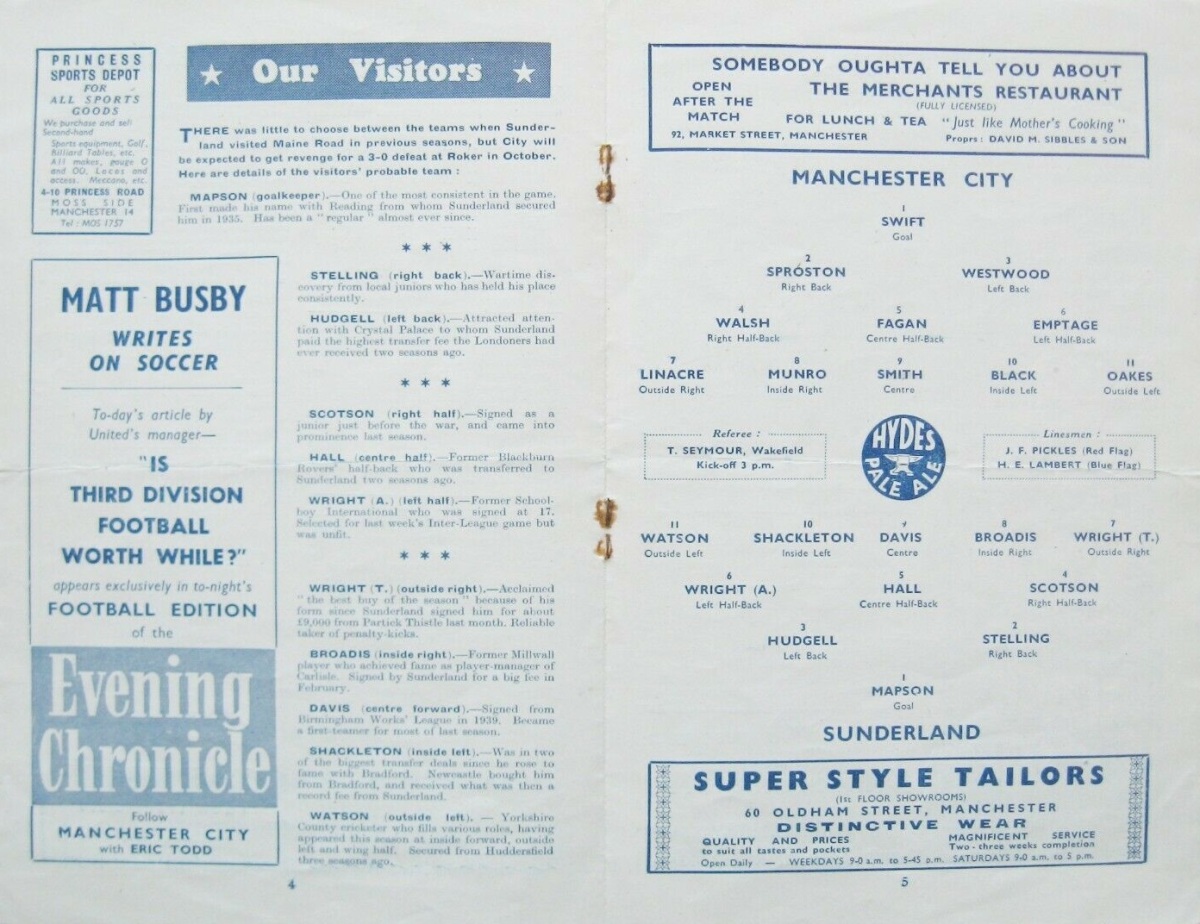 PRINCESS
SPORTS DEPOT
FOR
ALL SPORTS
GOODS
We purchase and sell
Second-hand
Sports equipment, Golf,
Billiard Tables, etc.
All makes, gauge O
and OO, Locos and
access. Meccano, etc.
4-10 PRINCESS ROAD
MOSS SIDE
MANCHESTER 14
Tel: MOS 1757
MATT BUSBY
WRITES
ON SOCCER
To-day's article by
United's manager—
"IS
THIRD DIVISION
FOOTBALL
WORTH WHILE?"
appears exclusively in to-night's
FOOTBALL EDITION
of the
Evening
Chronicle
Follow
MANCHESTER CITY
with ERIC TODD
★ Our Visitors ★
THERE was little to choose between the teams when Sunder-
land visited Maine Road in previous seasons, but City will
be expected to get revenge for a 3-0 defeat at Roker in October.
Here are details of the visitors' probable team :
MAPSON (goalkeeper).—One of the most consistent in the game.
First made his name with Reading from whom Sunderland secured
him in 1935. Has been a "regular" almost ever since.
* * *
STELLING (right back).—Wartime dis-
covery from local juniors who has held his place
consistently.
HUDGELL (left back).—Attracted atten-
tion with Crystal Palace to whom Sunderland
paid the highest transfer fee the Londoners had
ever received two seasons ago.
* * *
SCOTSON (right half).—Signed as a
junior just before the war, and came into
prominence last season.
HALL (centre half).—Former Blackburn
Rovers' half-back who was transferred to
Sunderland two seasons ago.
WRIGHT (A.) (left half).—Former School-
boy International who was signed at 17.
Selected for last week's Inter-League game but
was unfit.
* * *
WRIGHT (T.) (outside right).—Acclaimed
"the best buy of the season" because of his
form since Sunderland signed him for about
£9,000 from Partick Thistle last month. Reliable
taker of penalty-kicks.
BROADIS (inside right).—Former Millwall
player who achieved fame as player-manager of
Carlisle. Signed by Sunderland for a big fee in
February.
DAVIS (centre forward).—Signed from
Birmingham Works' League in 1939. Became
a first-teamer for most of last season.
SHACKLETON (inside left).—Was in two
of the biggest transfer deals since he rose to
fame with Bradford. Newcastle bought him
from Bradford, and received what was then a
record fee from Sunderland.
WATSON (outside left). — Yorkshire
County cricketer who fills various roles, having
appeared this season at inside forward, outside
left and wing half. Secured from Huddersfield
three seasons ago.
4
SOMEBODY OUGHTA TELL YOU ABOUT
OPEN AFTER THE MATCH
THE MERCHANTS RESTAURANT
(FULLY LICENSED)
FOR LUNCH & TEA "Just like Mother's Cooking"
92, MARKET STREET, MANCHESTER Proprs: DAVID M. SIBBLES & SON
MANCHESTER CITY
1
SWIFT
Goal
2 3
SPROSTON WESTWOOD
Right Back Left Back
4 5 6
WALSH FAGAN EMPTAGE
Right Half-Back Centre Half-Back Left Half-Back
7 8 9 10 11
LINACRE MUNRO SMITH BLACK OAKES
Outside Right Inside Right Centre Inside Left Outside Left
Referee :
T. SEYMOUR, Wakefield
Kick-off 3 p.m.
HYDES
PALE ALE
Linesmen :
J. F. PICKLES (Red Flag)
H. E. LAMBERT (Blue Flag)
11 10 9 8 7
WATSON SHACKLETON DAVIS BROADIS WRIGHT (T.)
Outside Left Inside Left Centre Inside Right Outside Right
6 5 4
WRIGHT (A.) HALL SCOTSON
Left Half-Back Centre Half-Back Right Half-Back
3 2
HUDGELL STELLING
Left Back Right Back
1
MAPSON
Goal
SUNDERLAND
SUPER STYLE TAILORS
(1st FLOOR SHOWROOMS)
60 OLDHAM STREET, MANCHESTER
DISTINCTIVE WEAR
QUALITY AND PRICES MAGNIFICENT SERVICE
to suit all tastes and pockets Two-three weeks completion
Open Daily — WEEKDAYS 9-0 a.m. to 5-45 p.m. SATURDAYS 9-0 a.m. to 5 p.m.
5